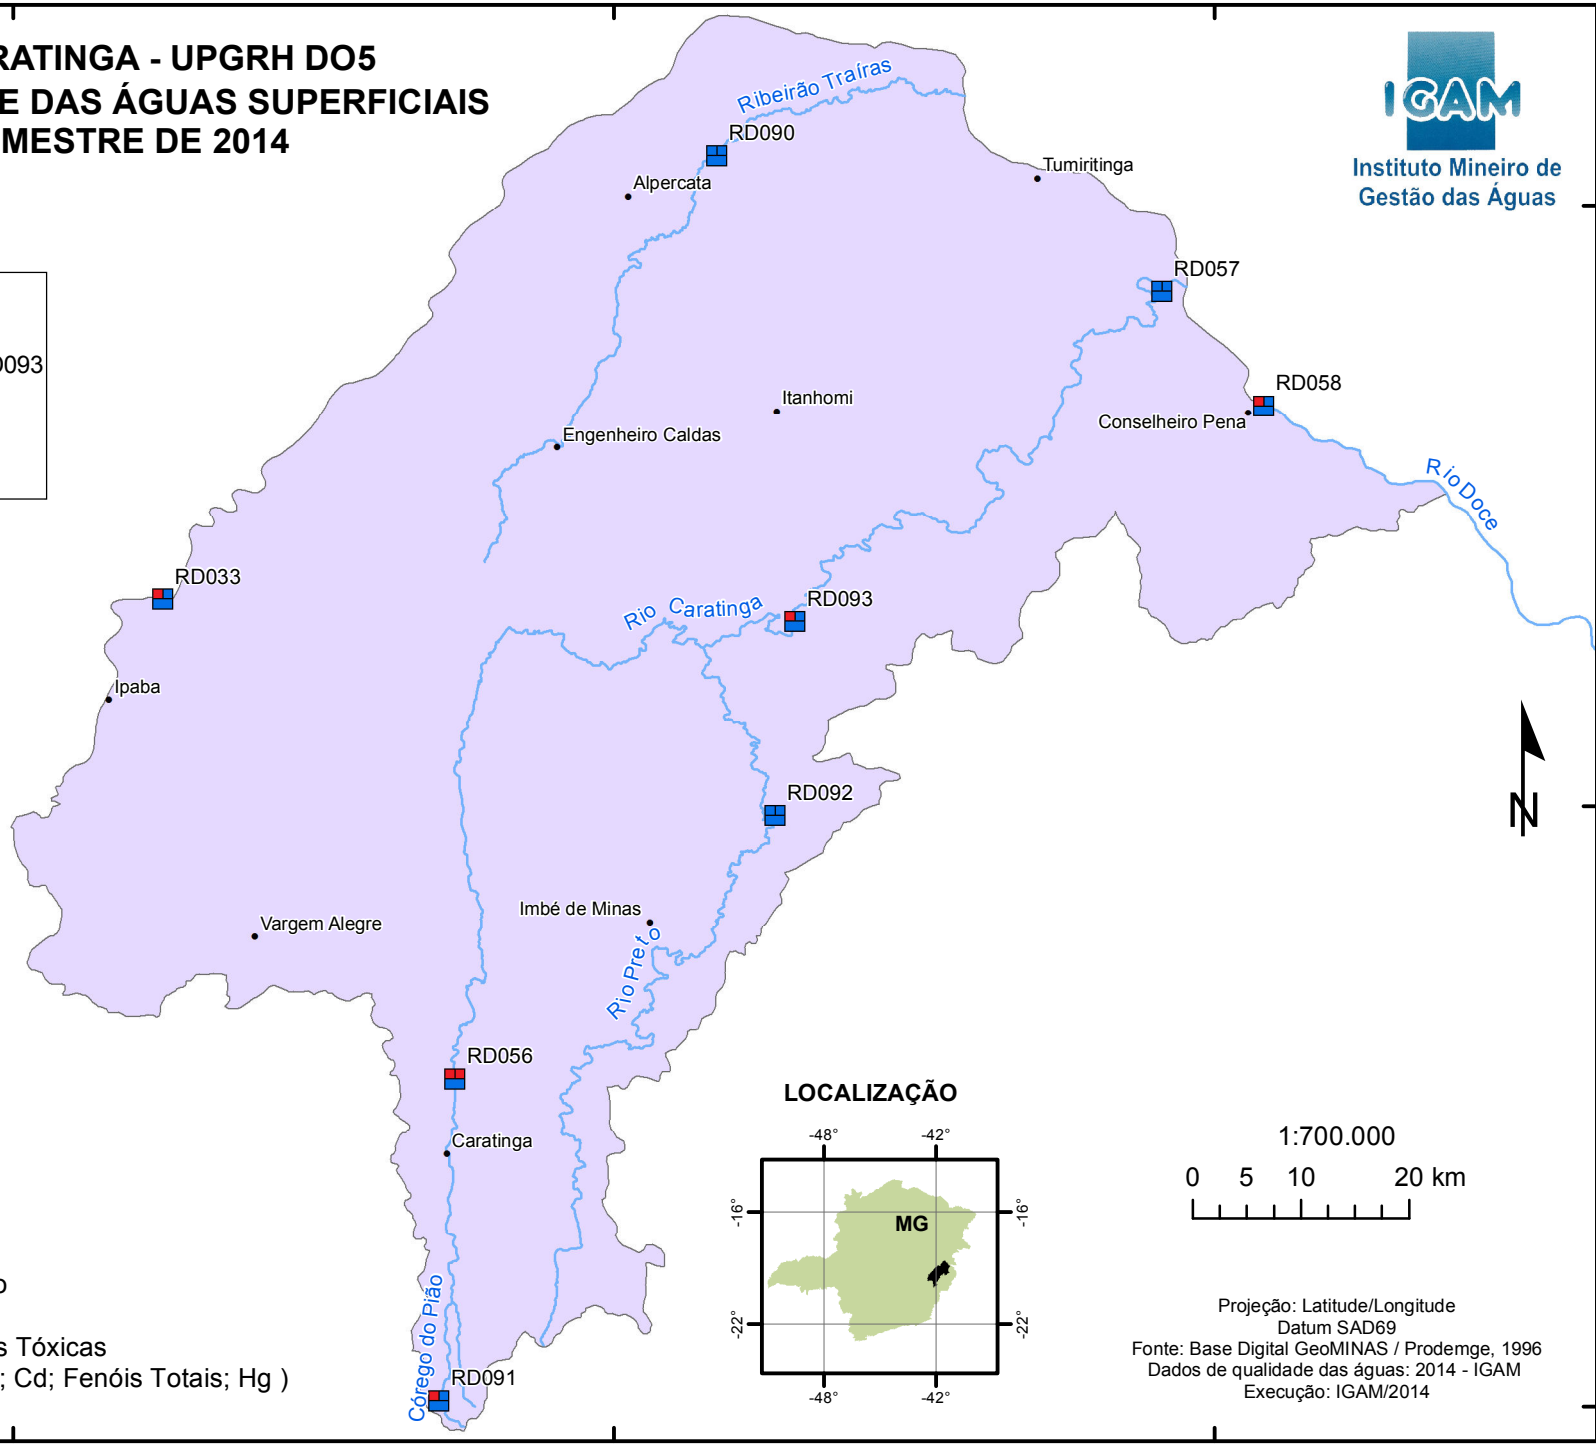 RATINGA - UPGRH DO5
E DAS ÁGUAS SUPERFICIAIS
MESTRE DE 2014
IGAM
Instituto Mineiro de
Gestão das Águas
Ribeirão Traíras
RD090
Alpercata
Tumiritinga
RD057
D093
RD058
Itanhomi
Conselheiro Pena
Engenheiro Caldas
Rio Doce
RD033
Rio Caratinga
RD093
Ipaba
RD092
N
Imbé de Minas
Vargem Alegre
Rio Preto
RD056
Caratinga
LOCALIZAÇÃO
-48° -42°
-16° -16°
MG
-22° -22°
-48° -42°
1:700.000
0 5 10 20 km
o
s Tóxicas
; Cd; Fenóis Totais; Hg )
Córrego do Pião
RD091
Projeção: Latitude/Longitude
Datum SAD69
Fonte: Base Digital GeoMINAS / Prodemge, 1996
Dados de qualidade das águas: 2014 - IGAM
Execução: IGAM/2014